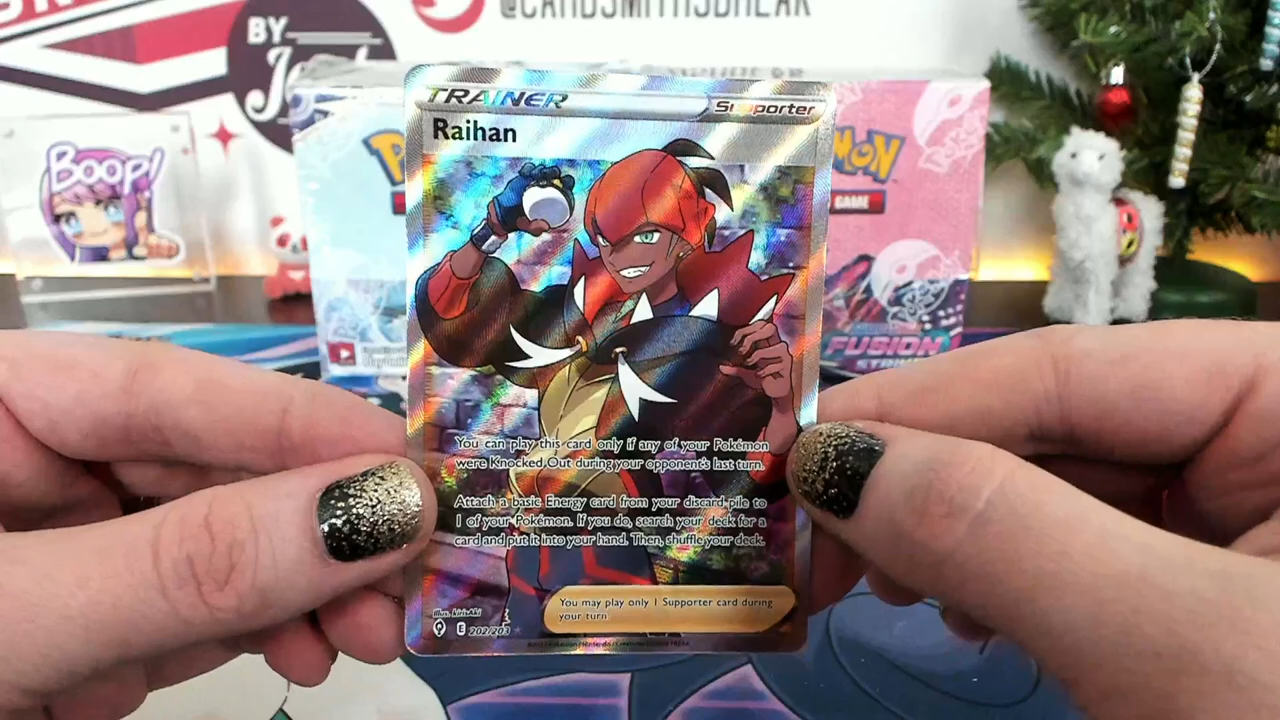 @CARDSMITHSBREAK
BY
Boop!
TRAINER
Supporter
Raihan
GAME
FUSION
You can play this card only if any of your Pokémon
were Knocked Out during your opponent's last turn.
Attach a basic Energy card from your discard pile to
1 of your Pokémon. If you do, search your deck for a
card and put it into your hand. Then, shuffle your deck.
You may play only 1 Supporter card during
your turn.
Illus. kirisAki
E 202/203